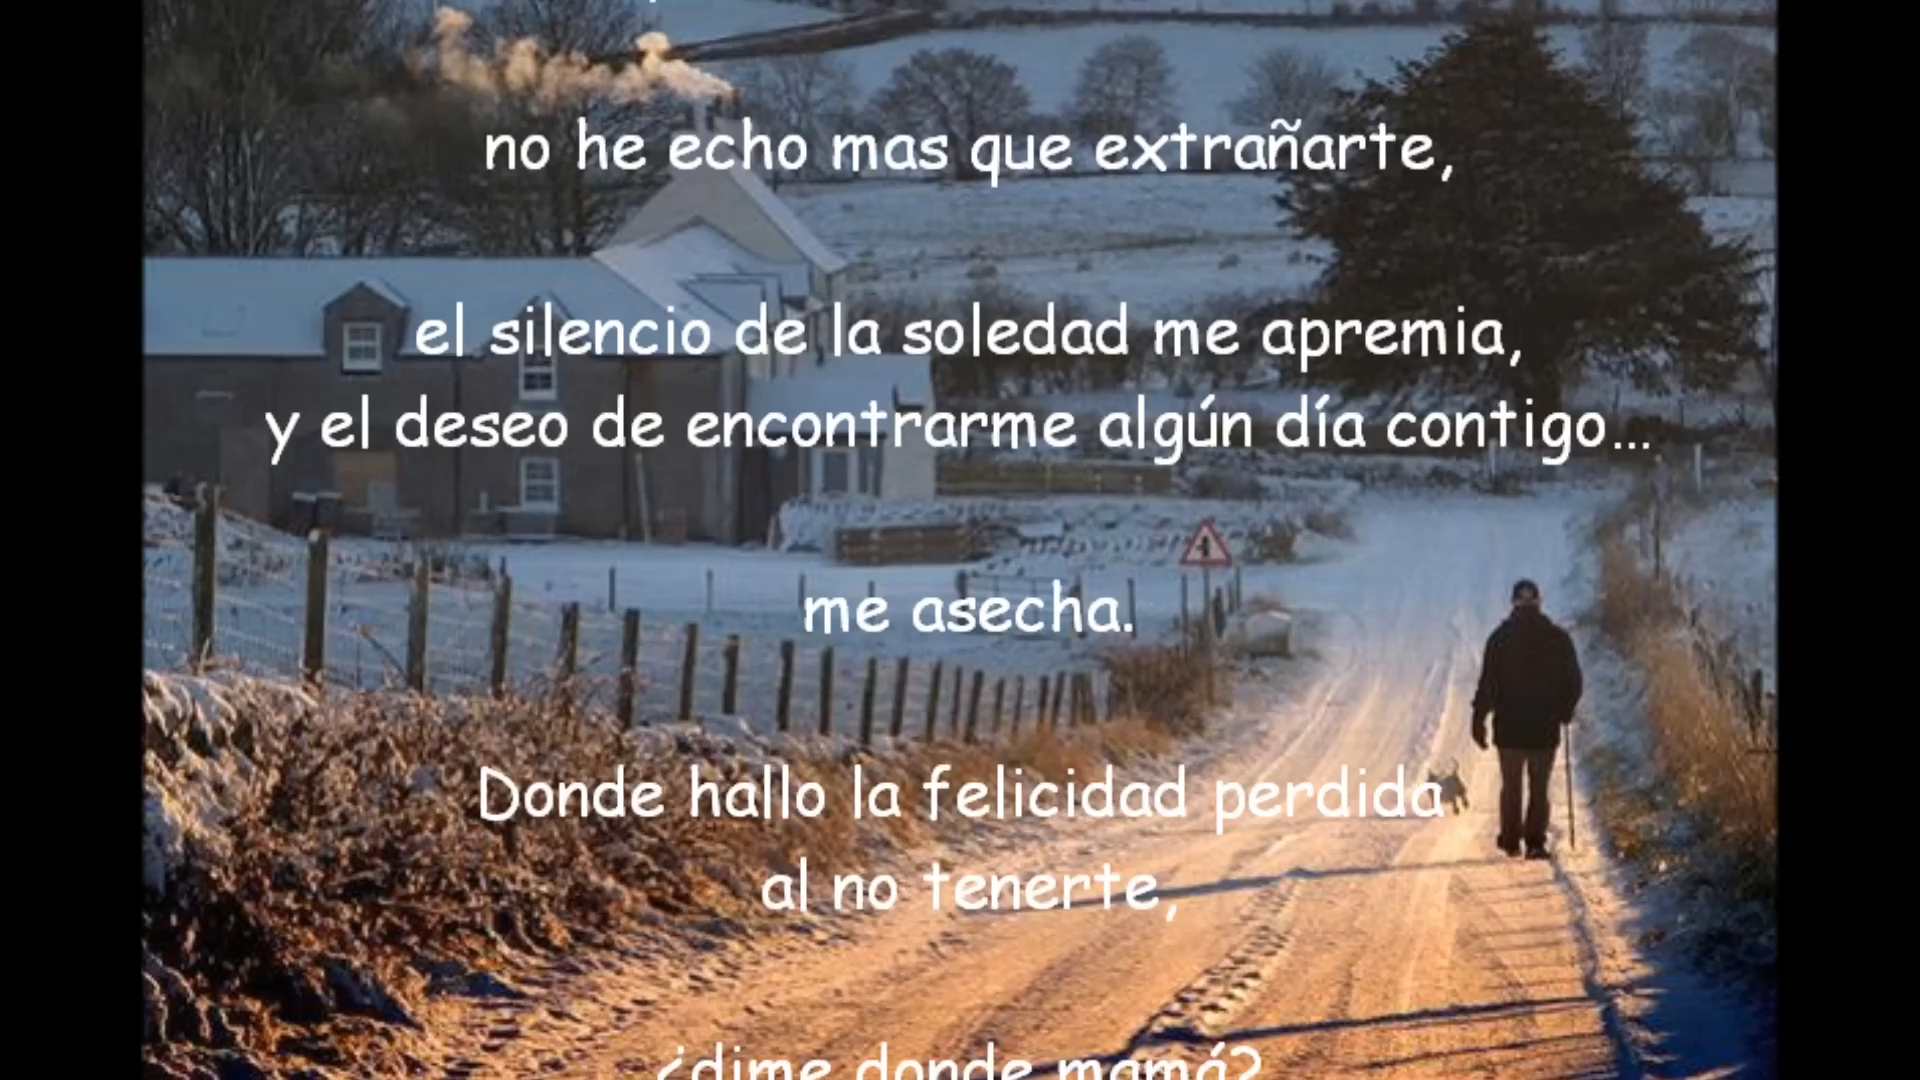 no he echo mas que extrañarte,
el silencio de la soledad me apremia,
y el deseo de encontrarme algún día contigo...
me asecha.
Donde hallo la felicidad perdida
al no tenerte,
¿dime donde mamá?